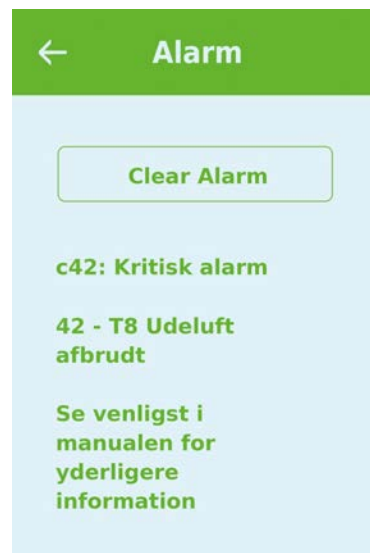 Alarm
Clear Alarm
c42: Kritisk alarm
42 - T8 Udeluft
afbrudt
Se venligst i
manualen for
yderligere
information